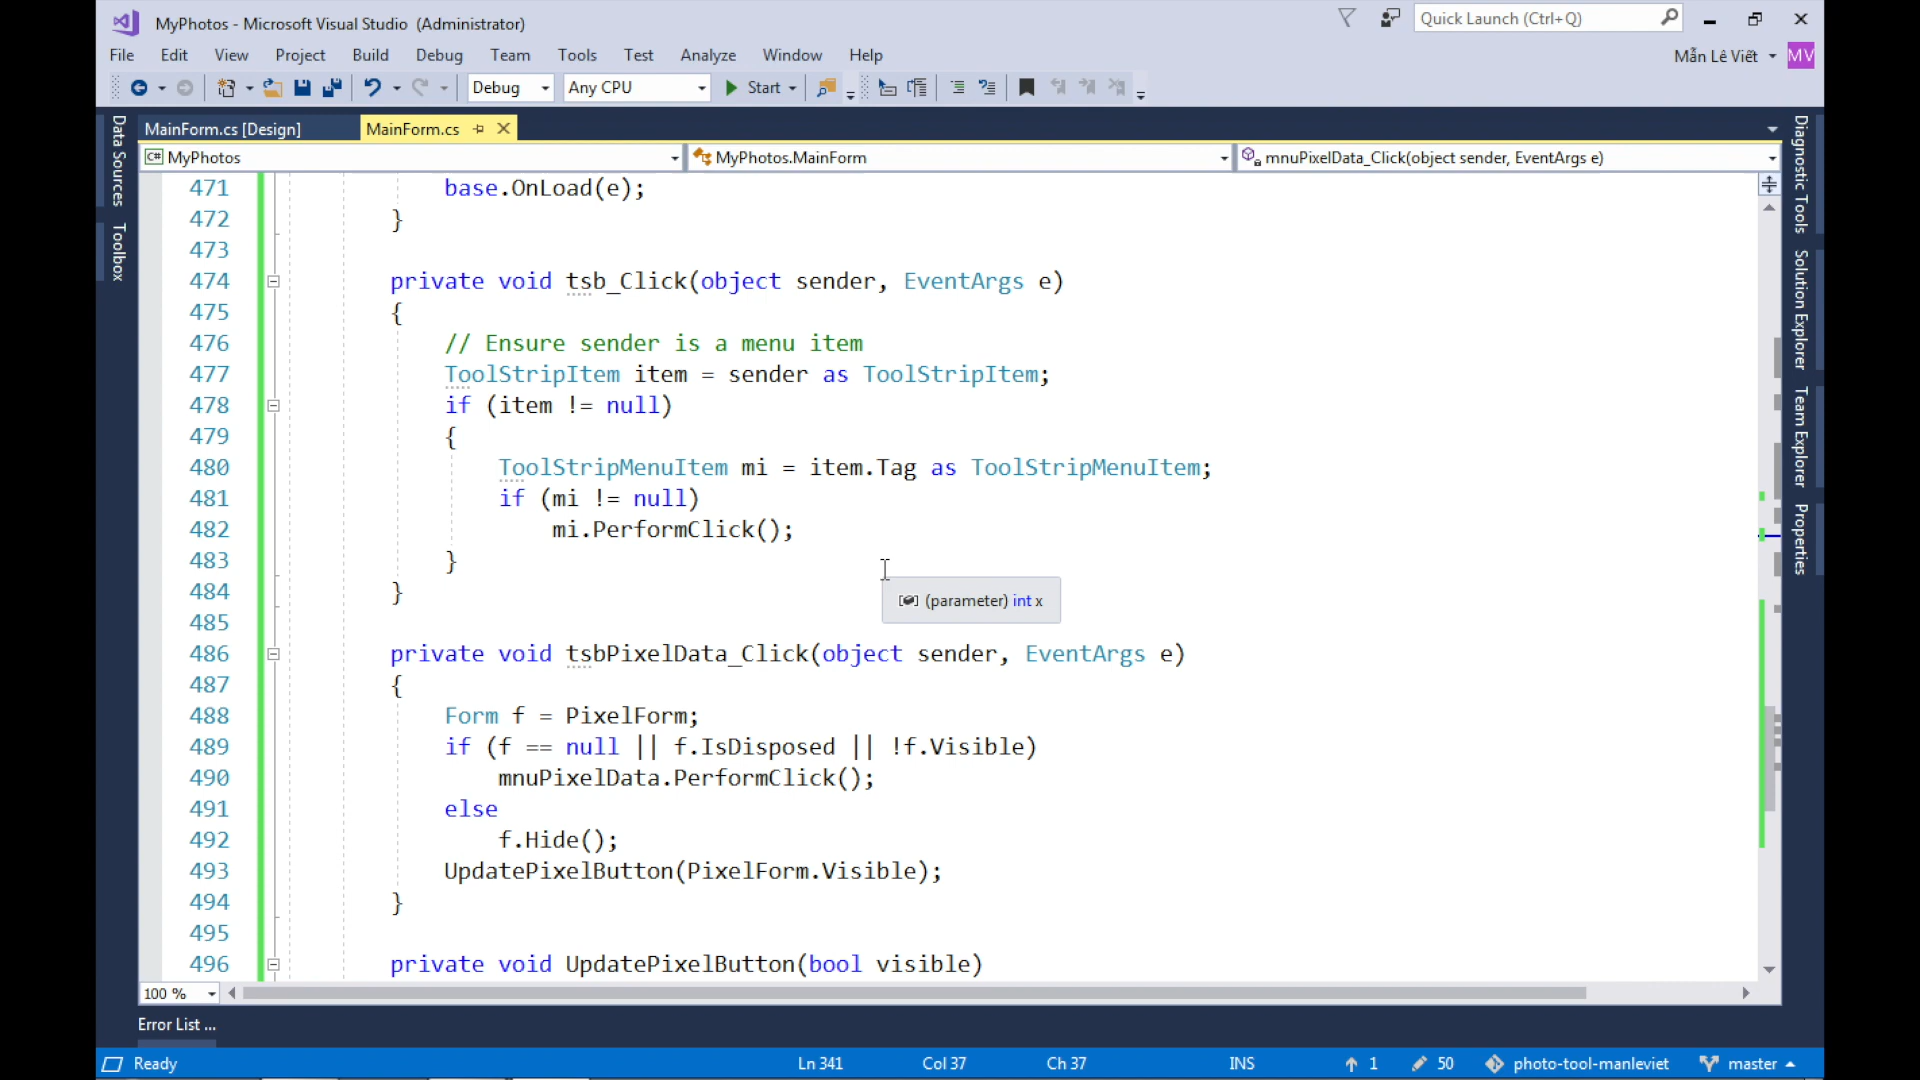 MyPhotos - Microsoft Visual Studio (Administrator)
Quick Launch (Ctrl+Q)
File Edit View Project Build Debug Team Tools Test Analyze Window Help
Mẫn Lê Viết MV
Debug Any CPU Start
Data Sources
Toolbox
MainForm.cs [Design] MainForm.cs
C# MyPhotos MyPhotos.MainForm mnuPixelData_Click(object sender, EventArgs e)
471 base.OnLoad(e);
472 }
473
474 private void tsb_Click(object sender, EventArgs e)
475 {
476 // Ensure sender is a menu item
477 ToolStripItem item = sender as ToolStripItem;
478 if (item != null)
479 {
480 ToolStripMenuItem mi = item.Tag as ToolStripMenuItem;
481 if (mi != null)
482 mi.PerformClick();
483 }
(parameter) int x
484 }
485
486 private void tsbPixelData_Click(object sender, EventArgs e)
487 {
488 Form f = PixelForm;
489 if (f == null || f.IsDisposed || !f.Visible)
490 mnuPixelData.PerformClick();
491 else
492 f.Hide();
493 UpdatePixelButton(PixelForm.Visible);
494 }
495
496 private void UpdatePixelButton(bool visible)
Diagnostic Tools
Solution Explorer
Team Explorer
Properties
100 %
Error List ...
Ready Ln 341 Col 37 Ch 37 INS 1 50 photo-tool-manleviet master